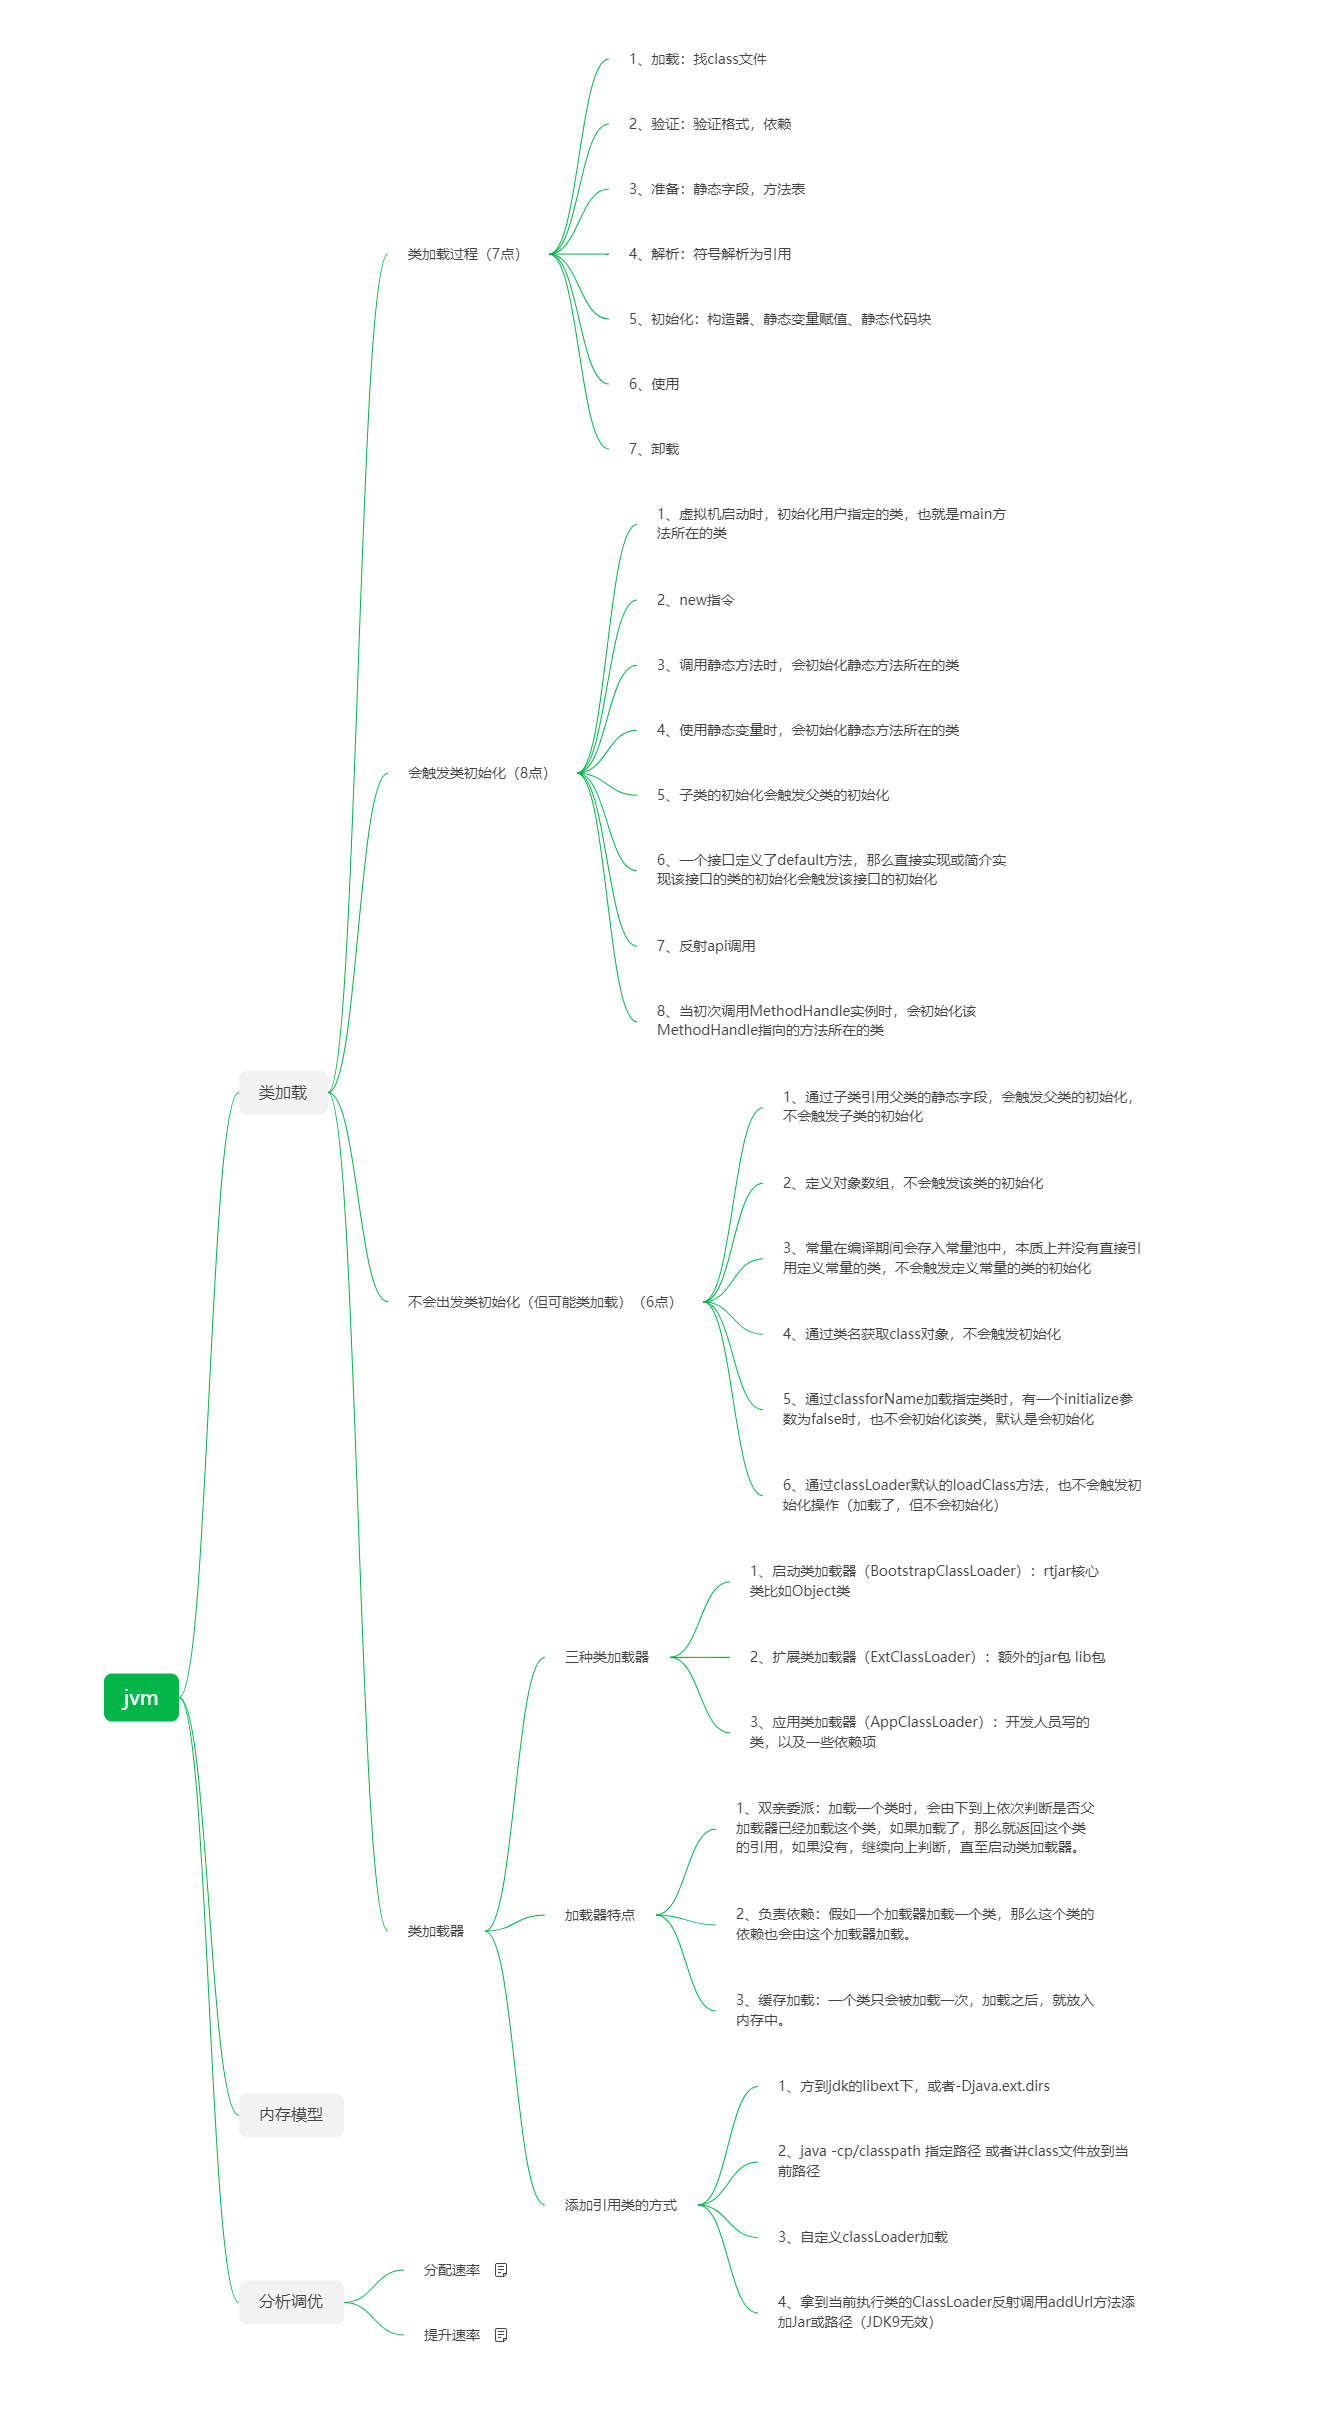 1、加载：找class文件
2、验证：验证格式，依赖
3、准备：静态字段，方法表
类加载过程（7点）
4、解析：符号解析为引用
5、初始化：构造器、静态变量赋值、静态代码块
6、使用
7、卸载
1、虚拟机启动时，初始化用户指定的类，也就是main方
法所在的类
2、new指令
3、调用静态方法时，会初始化静态方法所在的类
4、使用静态变量时，会初始化静态方法所在的类
会触发类初始化（8点）
5、子类的初始化会触发父类的初始化
6、一个接口定义了default方法，那么直接实现或简介实
现该接口的类的初始化会触发该接口的初始化
7、反射api调用
8、当初次调用MethodHandle实例时，会初始化该
MethodHandle指向的方法所在的类
类加载
1、通过子类引用父类的静态字段，会触发父类的初始化，
不会触发子类的初始化
2、定义对象数组，不会触发该类的初始化
3、常量在编译期间会存入常量池中，本质上并没有直接引
用定义常量的类，不会触发定义常量的类的初始化
不会出发类初始化（但可能类加载）（6点）
4、通过类名获取class对象，不会触发初始化
5、通过classforName加载指定类时，有一个initialize参
数为false时，也不会初始化该类，默认是会初始化
6、通过classLoader默认的loadClass方法，也不会触发初
始化操作（加载了，但不会初始化）
1、启动类加载器（BootstrapClassLoader）：rtjar核心
类比如Object类
三种类加载器
2、扩展类加载器（ExtClassLoader）：额外的jar包 lib包
jvm
3、应用类加载器（AppClassLoader）：开发人员写的
类，以及一些依赖项
1、双亲委派：加载一个类时，会由下到上依次判断是否父
加载器已经加载这个类，如果加载了，那么就返回这个类
的引用，如果没有，继续向上判断，直至启动类加载器。
类加载器
加载器特点
2、负责依赖：假如一个加载器加载一个类，那么这个类的
依赖也会由这个加载器加载。
3、缓存加载：一个类只会被加载一次，加载之后，就放入
内存中。
1、方到jdk的libext下，或者-Djava.ext.dirs
内存模型
2、java -cp/classpath 指定路径 或者讲class文件放到当
前路径
添加引用类的方式
3、自定义classLoader加载
4、拿到当前执行类的ClassLoader反射调用addUrl方法添
加Jar或路径（JDK9无效）
分析调优
分配速率
提升速率